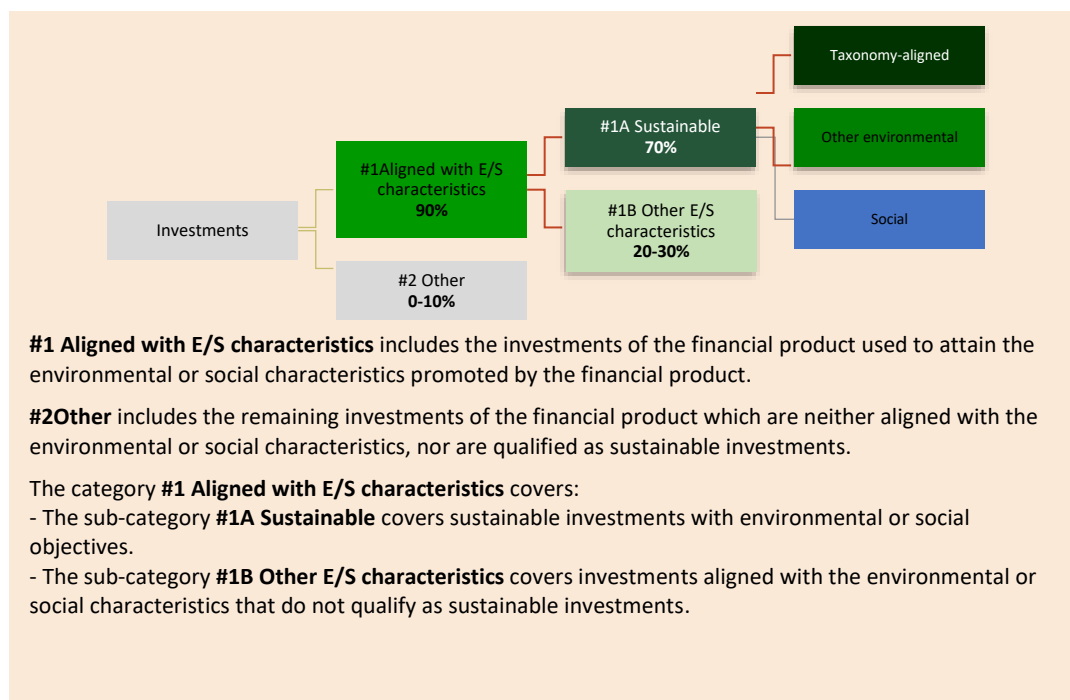 Taxonomy-aligned
#1A Sustainable
70%
Other environmental
#1Aligned with E/S
characteristics
90%
#1B Other E/S
characteristics
20-30%
Social
Investments
#2 Other
0-10%
#1 Aligned with E/S characteristics includes the investments of the financial product used to attain the
environmental or social characteristics promoted by the financial product.
#2Other includes the remaining investments of the financial product which are neither aligned with the
environmental or social characteristics, nor are qualified as sustainable investments.
The category #1 Aligned with E/S characteristics covers:
- The sub-category #1A Sustainable covers sustainable investments with environmental or social
objectives.
- The sub-category #1B Other E/S characteristics covers investments aligned with the environmental or
social characteristics that do not qualify as sustainable investments.